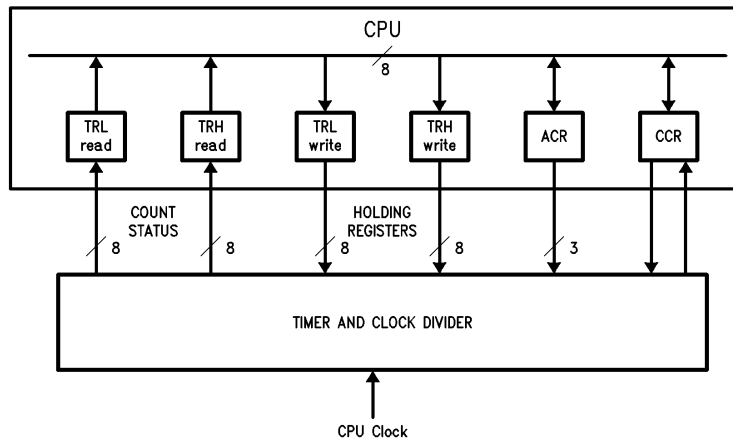 CPU
8
TRL
read
TRH
read
TRL
write
TRH
write
ACR
CCR
COUNT
STATUS
HOLDING
REGISTERS
8
8
8
8
3
TIMER AND CLOCK DIVIDER
CPU Clock